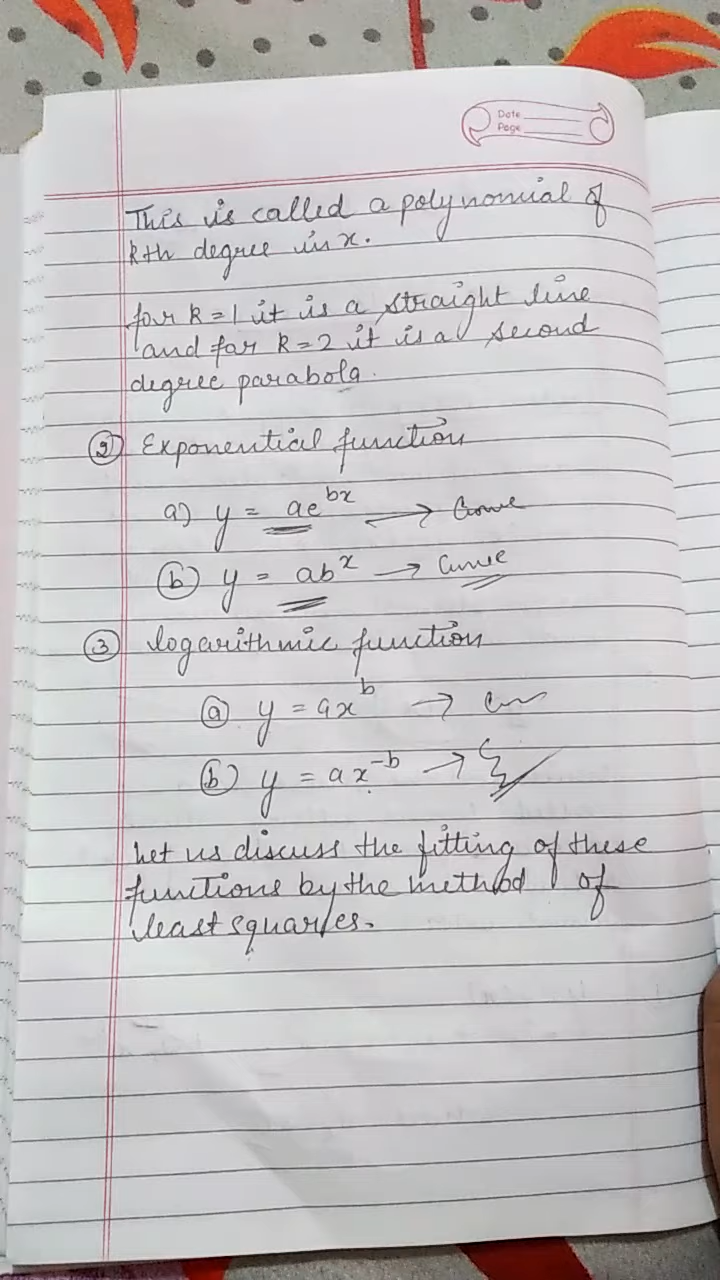 Date
Page
This is called a polynomial of
kth degree in x.
for k=1 it is a straight line
and for k=2 it is a second
degree parabola.
② Exponential function
a) y = ae^bx → Curve
ⓑ y = ab^x → Curve
③ logarithmic function
ⓐ y = ax^b →
ⓑ y = ax^-b →
Let us discuss the fitting of these
functions by the method of
least squares.